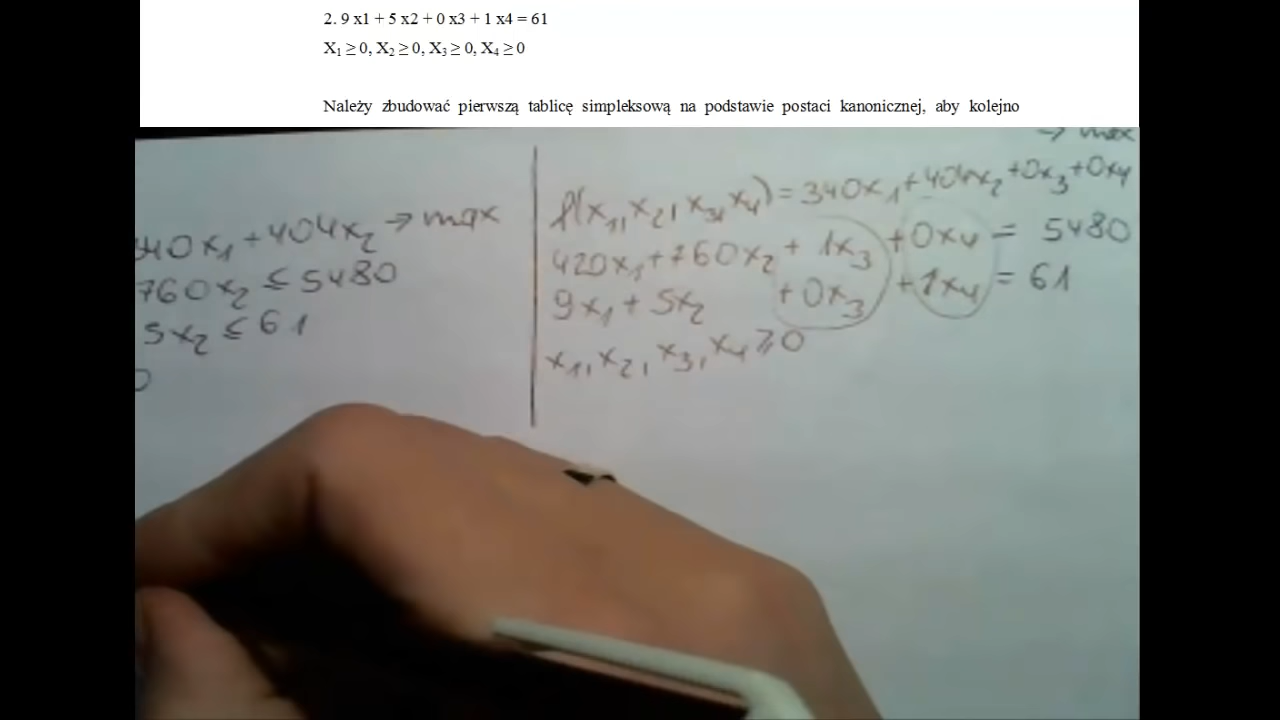 2. 9 x1 + 5 x2 + 0 x3 + 1 x4 = 61
X₁ ≥ 0, X₂ ≥ 0, X₃ ≥ 0, X₄ ≥ 0
Należy zbudować pierwszą tablicę simpleksową na podstawie postaci kanonicznej, aby kolejno
340x₁ + 404x₂ → max
760x₂ ≤ 5480
5x₂ ≤ 61
0
→ max
f(x₁, x₂, x₃, x₄) = 340x₁ + 404x₂ + 0x₃ + 0x₄
420x₁ + 760x₂ + 1x₃ + 0x₄ = 5480
9x₁ + 5x₂ + 0x₃ + 1x₄ = 61
x₁, x₂, x₃, x₄ ≥ 0